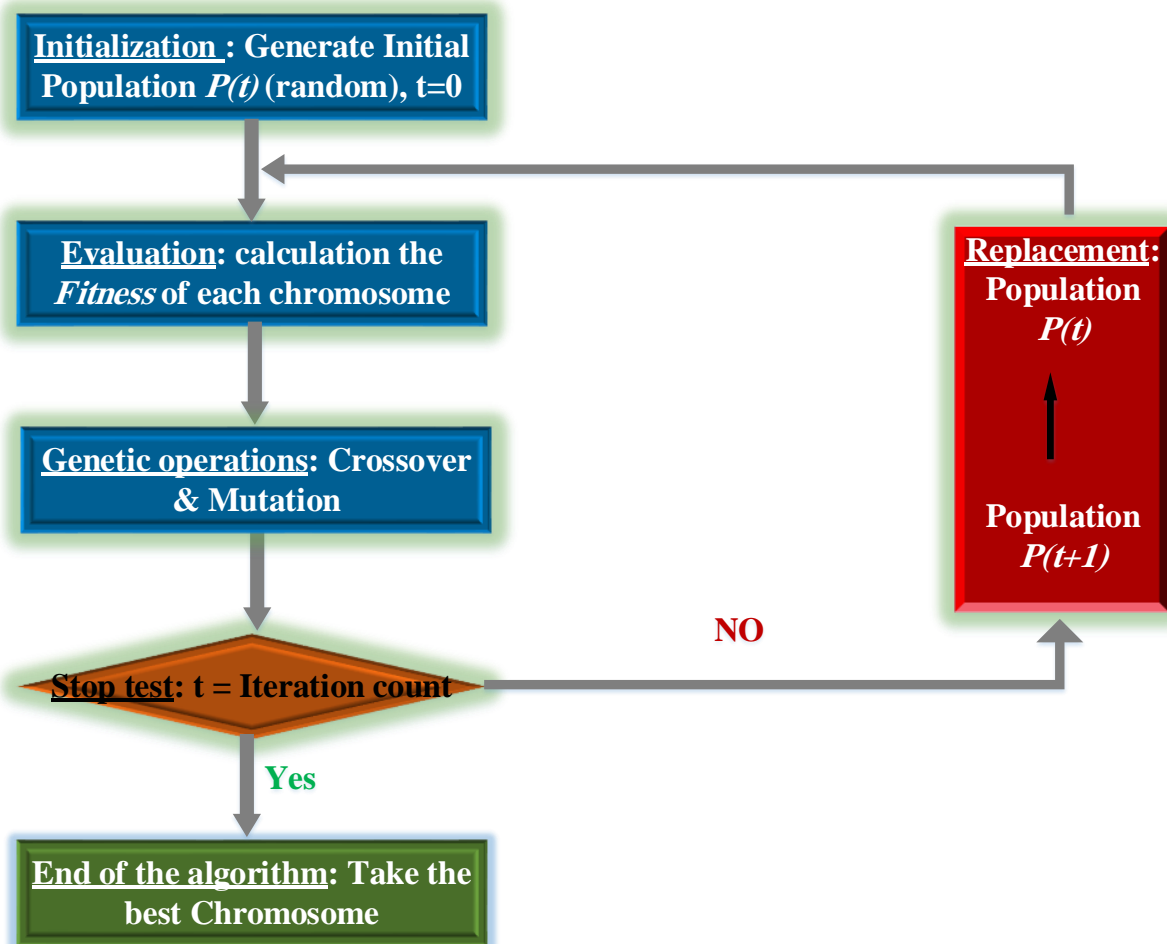 Initialization : Generate Initial
Population P(t) (random), t=0
Evaluation: calculation the
Fitness of each chromosome
Genetic operations: Crossover
& Mutation
Stop test: t = Iteration count
NO
Yes
End of the algorithm: Take the
best Chromosome
Replacement:
Population
P(t)
Population
P(t+1)